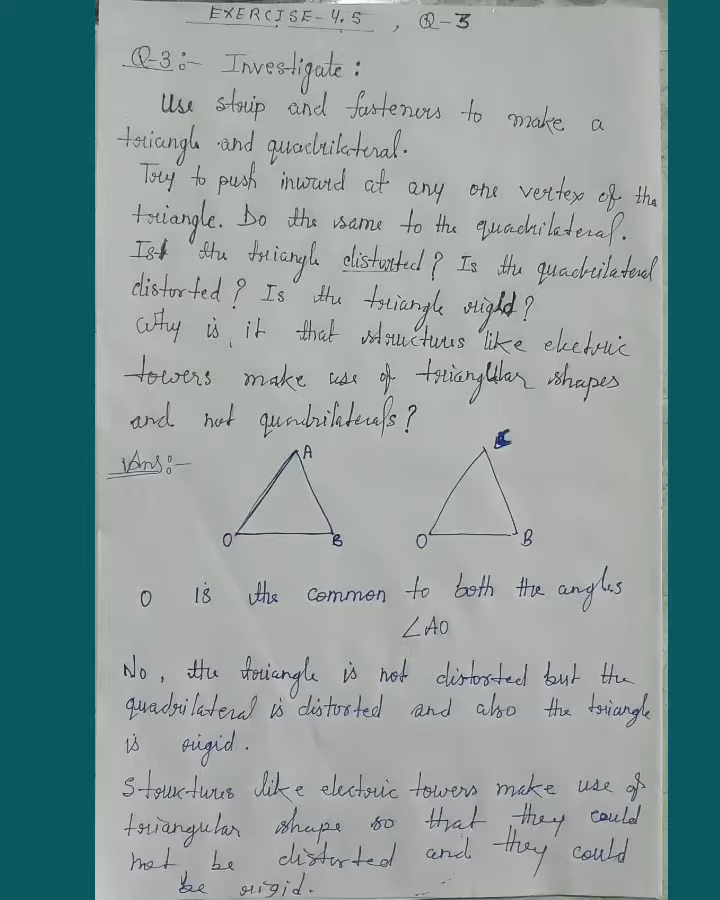 EXERCISE-4.5, Q-3
Q-3:- Investigate:
Use strip and fasteners to make a
triangle and quadrilateral.
Try to push inward at any one vertex of the
triangle. Do the same to the quadrilateral.
Is the triangle distorted? Is the quadrilateral
distorted? Is the triangle rigid?
Why is it that structures like electric
towers make use of triangular shapes
and not quadrilaterals?
Ans:-
A
O B
O B
O is the common to both the angles
∠AO
No, the triangle is not distorted but the
quadrilateral is distorted and also the triangle
is rigid.
Structures like electric towers make use of
triangular shape so that they could
not be distorted and they could
be rigid.